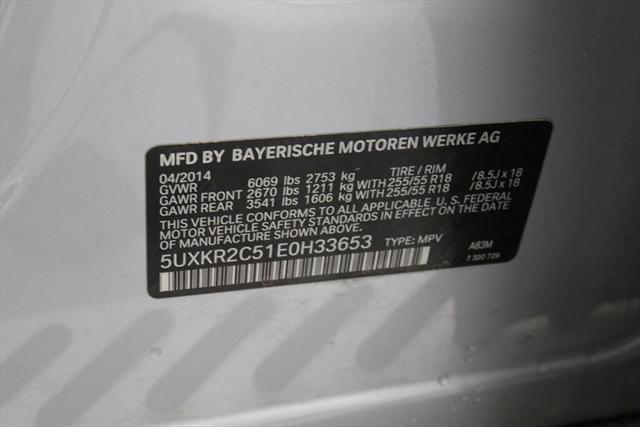 MFD BY BAYERISCHE MOTOREN WERKE AG
04/2014 TIRE / RIM
GVWR 6069 lbs 2753 kg
GAWR FRONT 2670 lbs 1211 kg WITH 255/55 R18 /8.5J x 18
GAWR REAR 3541 lbs 1606 kg WITH 255/55 R18 /8.5J x 18
THIS VEHICLE CONFORMS TO ALL APPLICABLE U.S. FEDERAL
MOTOR VEHICLE SAFETY STANDARDS IN EFFECT ON THE DATE
OF MANUFACTURE SHOWN ABOVE.
5UXKR2C51E0H33653 TYPE: MPV A83M
7 320 729